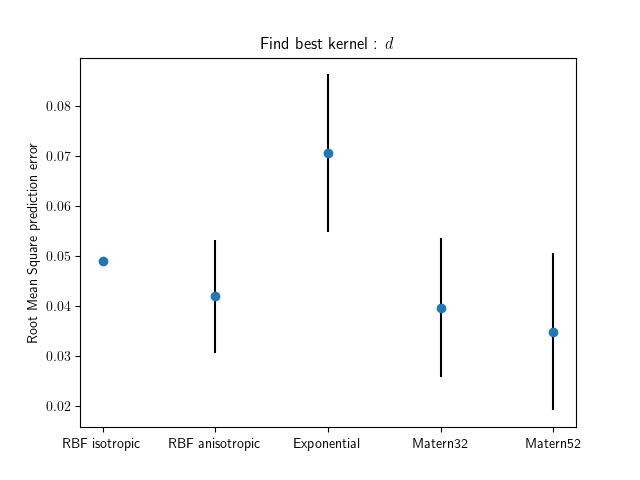 Find best kernel : d
Root Mean Square prediction error
0.08
0.07
0.06
0.05
0.04
0.03
0.02
RBF isotropic RBF anisotropic Exponential Matern32 Matern52